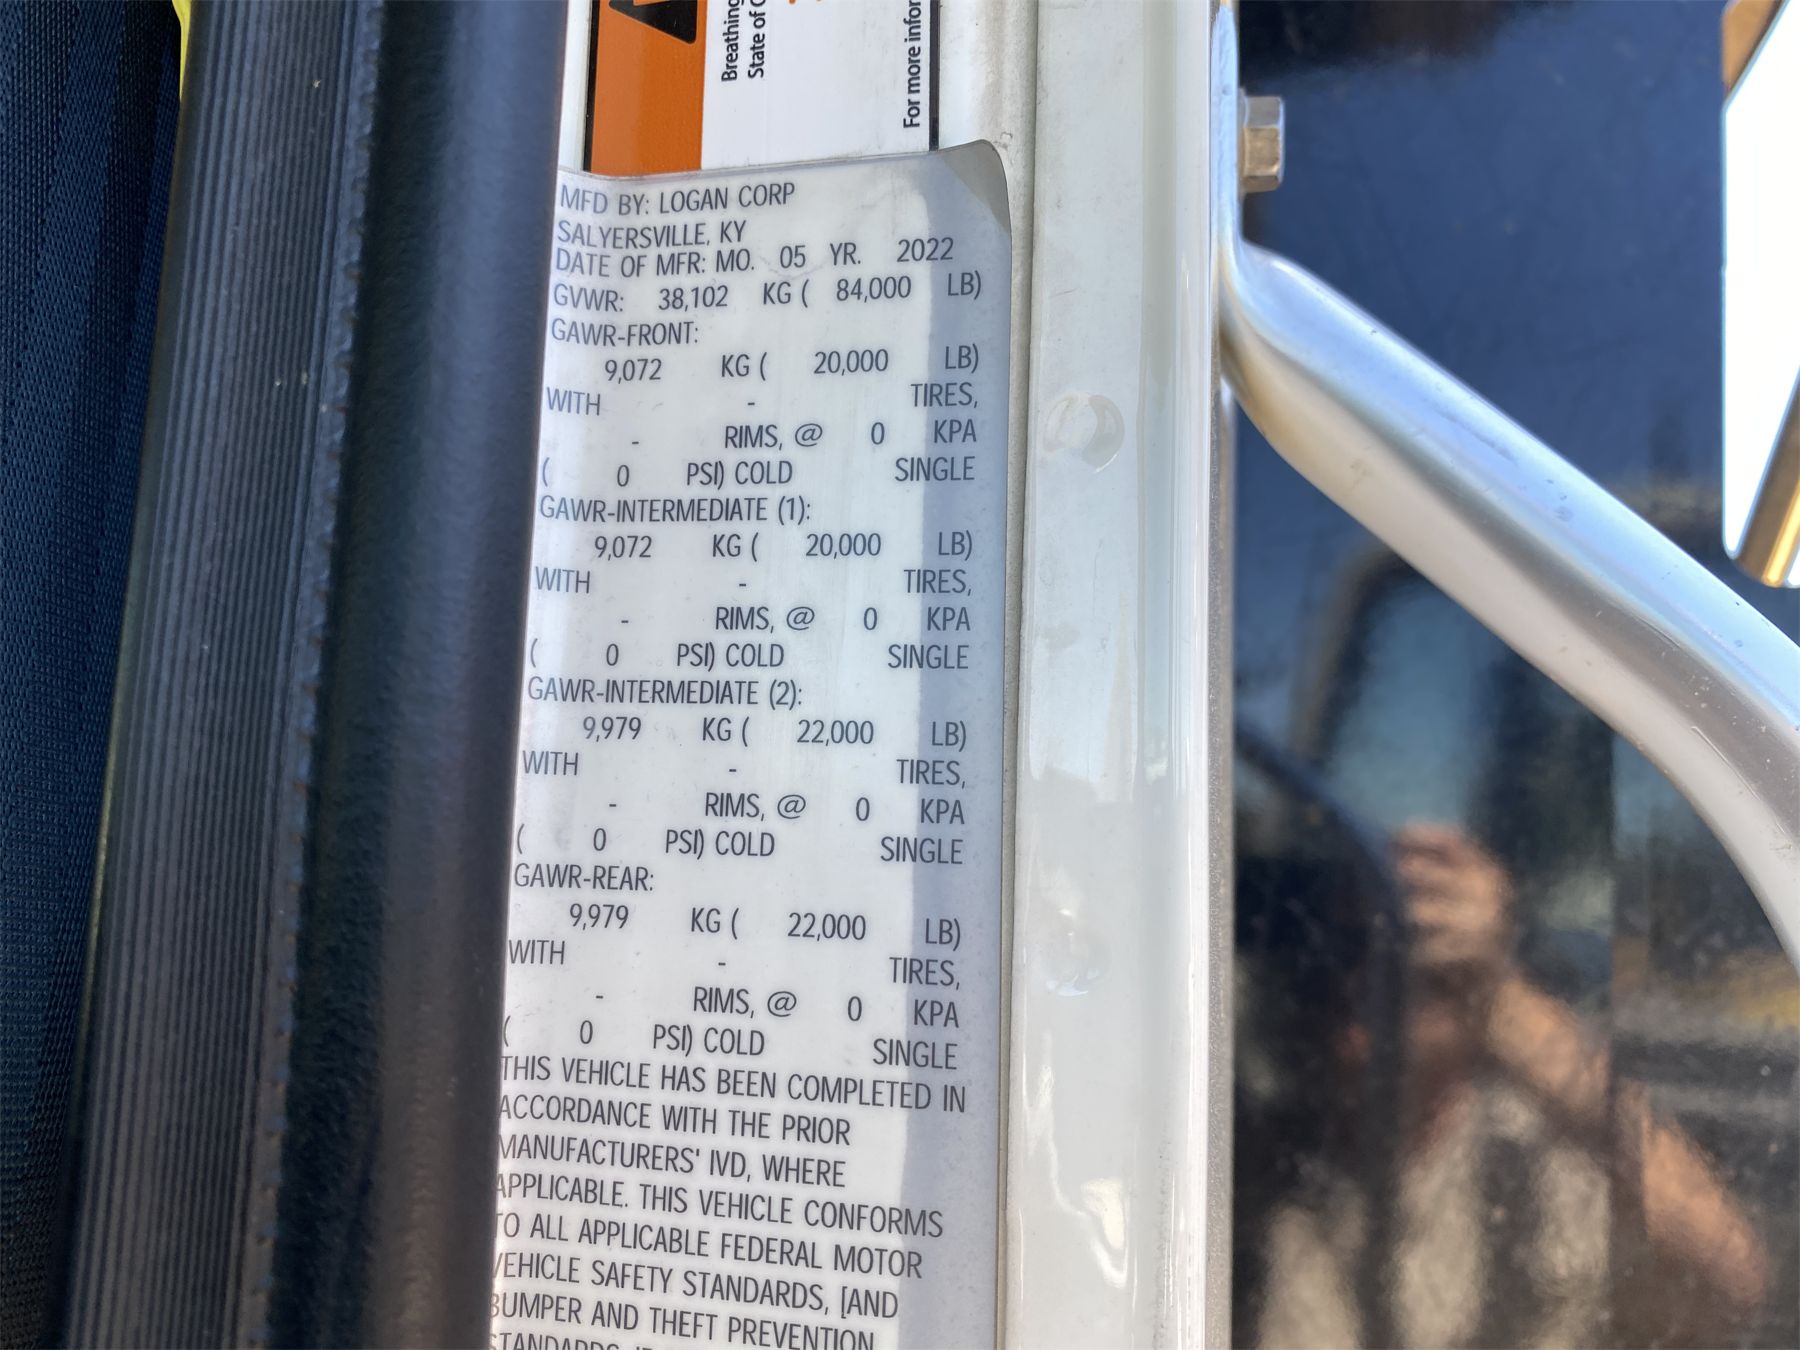 Breathing
State of
For more infor
MFD BY: LOGAN CORP
SALYERSVILLE, KY
DATE OF MFR: MO. 05 YR. 2022
GVWR: 38,102 KG ( 84,000 LB)
GAWR-FRONT:
9,072 KG ( 20,000 LB)
WITH - TIRES,
- RIMS, @ 0 KPA
( 0 PSI) COLD SINGLE
GAWR-INTERMEDIATE (1):
9,072 KG ( 20,000 LB)
WITH - TIRES,
- RIMS, @ 0 KPA
( 0 PSI) COLD SINGLE
GAWR-INTERMEDIATE (2):
9,979 KG ( 22,000 LB)
WITH - TIRES,
- RIMS, @ 0 KPA
( 0 PSI) COLD SINGLE
GAWR-REAR:
9,979 KG ( 22,000 LB)
WITH - TIRES,
- RIMS, @ 0 KPA
( 0 PSI) COLD SINGLE
THIS VEHICLE HAS BEEN COMPLETED IN
ACCORDANCE WITH THE PRIOR
MANUFACTURERS' IVD, WHERE
APPLICABLE. THIS VEHICLE CONFORMS
TO ALL APPLICABLE FEDERAL MOTOR
VEHICLE SAFETY STANDARDS, [AND
BUMPER AND THEFT PREVENTION